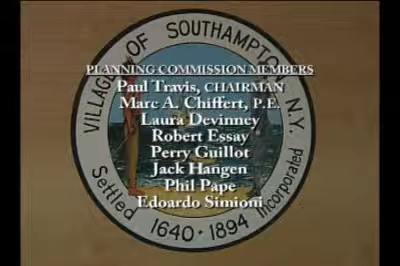 VILLAGE OF SOUTHAMPTON, N.Y.
PLANNING COMMISSION MEMBERS
Paul Travis, CHAIRMAN
Marc A. Chiffert, P.E.
Laura Devinney
Robert Essay
Perry Guillot
Jack Hangen
Phil Pape
Edoardo Simioni
Settled Incorporated
1640 · 1894